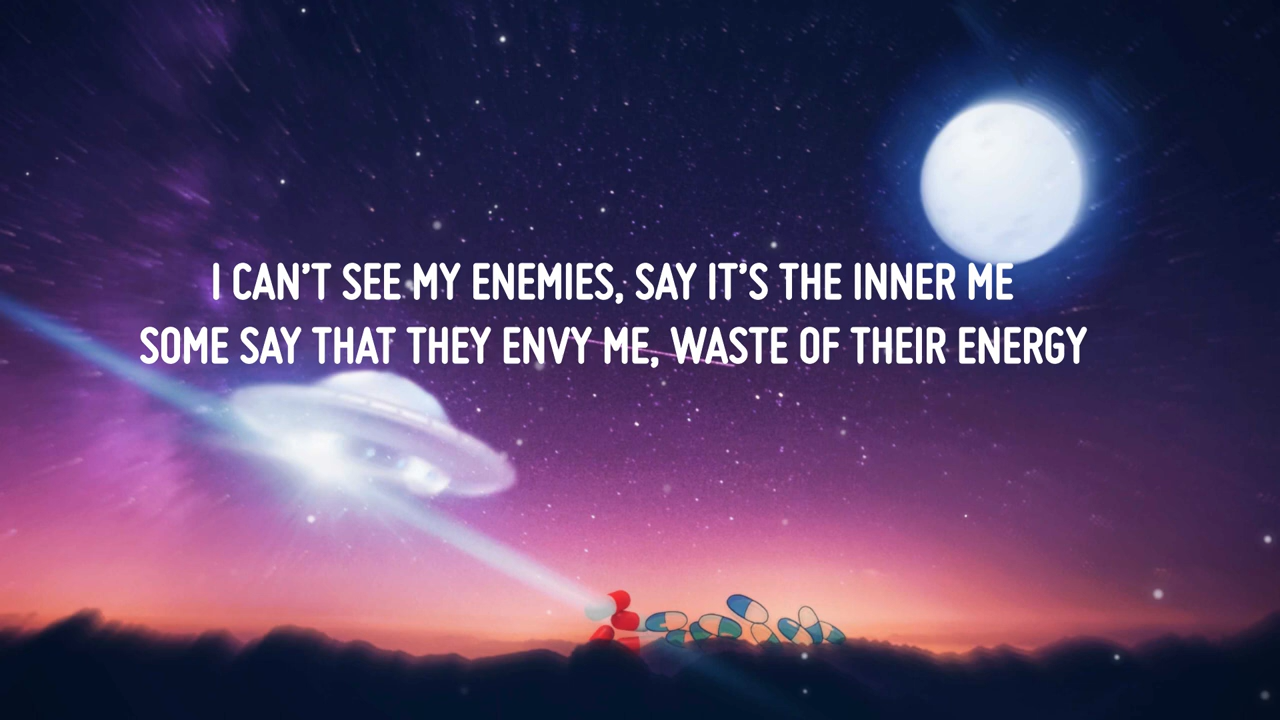 I CAN'T SEE MY ENEMIES, SAY IT'S THE INNER ME
SOME SAY THAT THEY ENVY ME, WASTE OF THEIR ENERGY